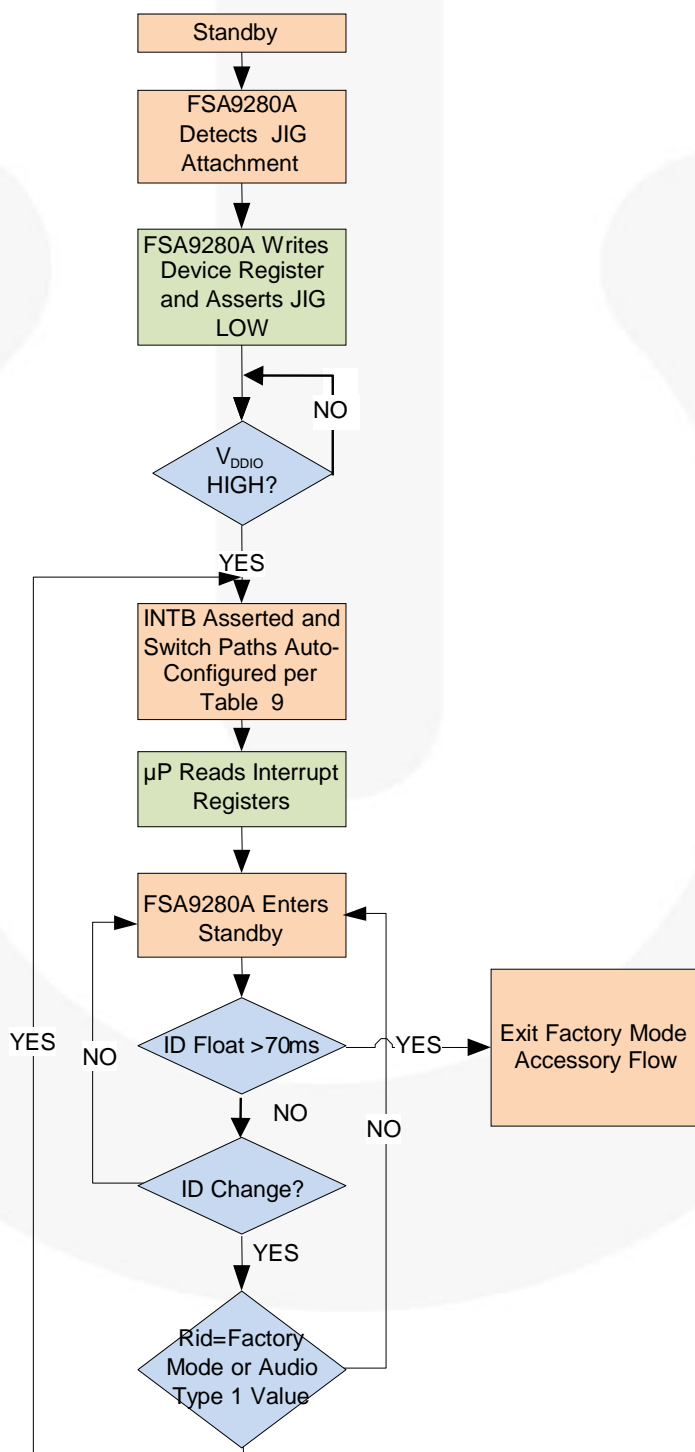 Standby
FSA9280A
Detects JIG
Attachment
FSA9280A Writes
Device Register
and Asserts JIG
LOW
NO
VDDIO
HIGH?
YES
INTB Asserted and
Switch Paths Auto-
Configured per
Table 9
µP Reads Interrupt
Registers
FSA9280A Enters
Standby
ID Float >70ms
YES
Exit Factory Mode
Accessory Flow
YES
NO
NO
NO
ID Change?
YES
Rid=Factory
Mode or Audio
Type 1 Value